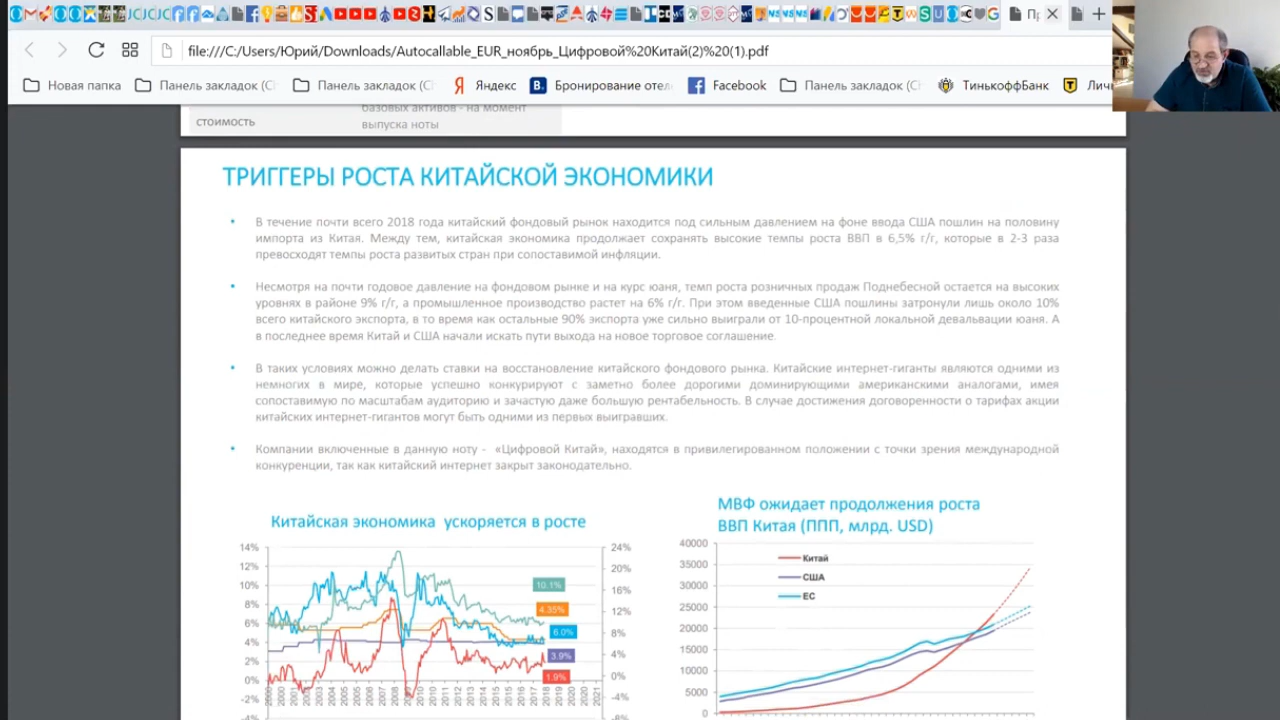 file:///C:/Users/Юрий/Downloads/Autocallable_EUR_ноябрь_Цифровой%20Китай(2)%20(1).pdf
Новая папка
Панель закладок (C
Панель закладок (C
Яндекс
Бронирование отел
Facebook
Панель закладок (C
ТинькоффБанк
Личн
базовых активов - на момент
стоимость
выпуска ноты
ТРИГГЕРЫ РОСТА КИТАЙСКОЙ ЭКОНОМИКИ
• В течение почти всего 2018 года китайский фондовый рынок находится под сильным давлением на фоне ввода США пошлин на половину
импорта из Китая. Между тем, китайская экономика продолжает сохранять высокие темпы роста ВВП в 6,5% г/г, которые в 2-3 раза
превосходят темпы роста развитых стран при сопоставимой инфляции.
• Несмотря на почти годовое давление на фондовом рынке и на курс юаня, темп роста розничных продаж Поднебесной остается на высоких
уровнях в районе 9% г/г, а промышленное производство растет на 6% г/г. При этом введенные США пошлины затронули лишь около 10%
всего китайского экспорта, в то время как остальные 90% экспорта уже сильно выиграли от 10-процентной локальной девальвации юаня. А
в последнее время Китай и США начали искать пути выхода на новое торговое соглашение.
• В таких условиях можно делать ставки на восстановление китайского фондового рынка. Китайские интернет-гиганты являются одними из
немногих в мире, которые успешно конкурируют с заметно более дорогими доминирующими американскими аналогами, имея
сопоставимую по масштабам аудиторию и зачастую даже большую рентабельность. В случае достижения договоренности о тарифах акции
китайских интернет-гигантов могут быть одними из первых выигравших.
• Компании включенные в данную ноту - «Цифровой Китай», находятся в привилегированном положении с точки зрения международной
конкуренции, так как китайский интернет закрыт законодательно.
Китайская экономика ускоряется в росте
14%
12%
10%
8%
6%
4%
2%
0%
-2%
-4%
24%
20%
16%
12%
8%
4%
0%
-4%
-8%
10.1%
4.35%
6.0%
3.9%
1.9%
МВФ ожидает продолжения роста
ВВП Китая (ППП, млрд. USD)
40000
35000
30000
25000
20000
15000
10000
5000
0
Китай
США
ЕС